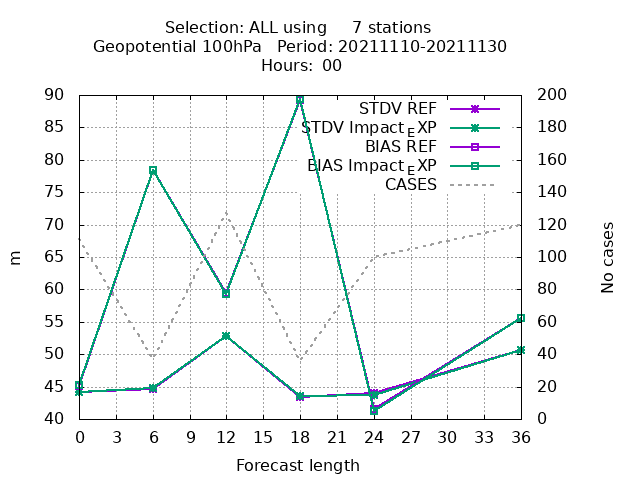 Selection: ALL using     7 stations
Geopotential 100hPa   Period: 20211110-20211130
Hours: 00
STDV REF
STDV Impact_EXP
BIAS REF
BIAS Impact_EXP
CASES
90
85
80
75
70
65
60
55
50
45
40
200
180
160
140
120
100
80
60
40
20
0
m
No cases
0 3 6 9 12 15 18 21 24 27 30 33 36
Forecast length